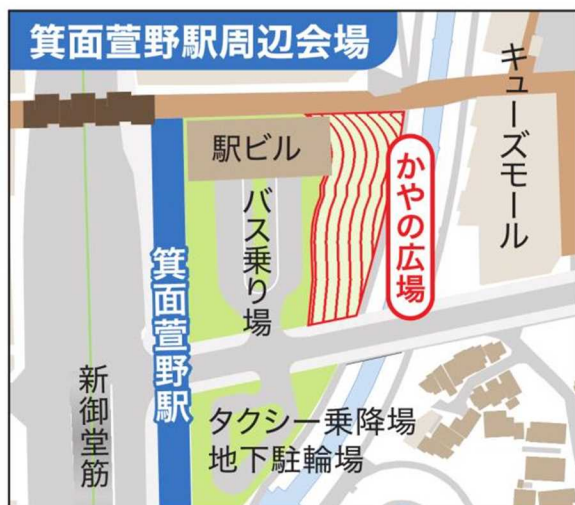 箕面萱野駅周辺会場
キューズモール
駅ビル
かやの広場
バス乗り場
箕面萱野駅
新御堂筋
タクシー乗降場
地下駐輪場